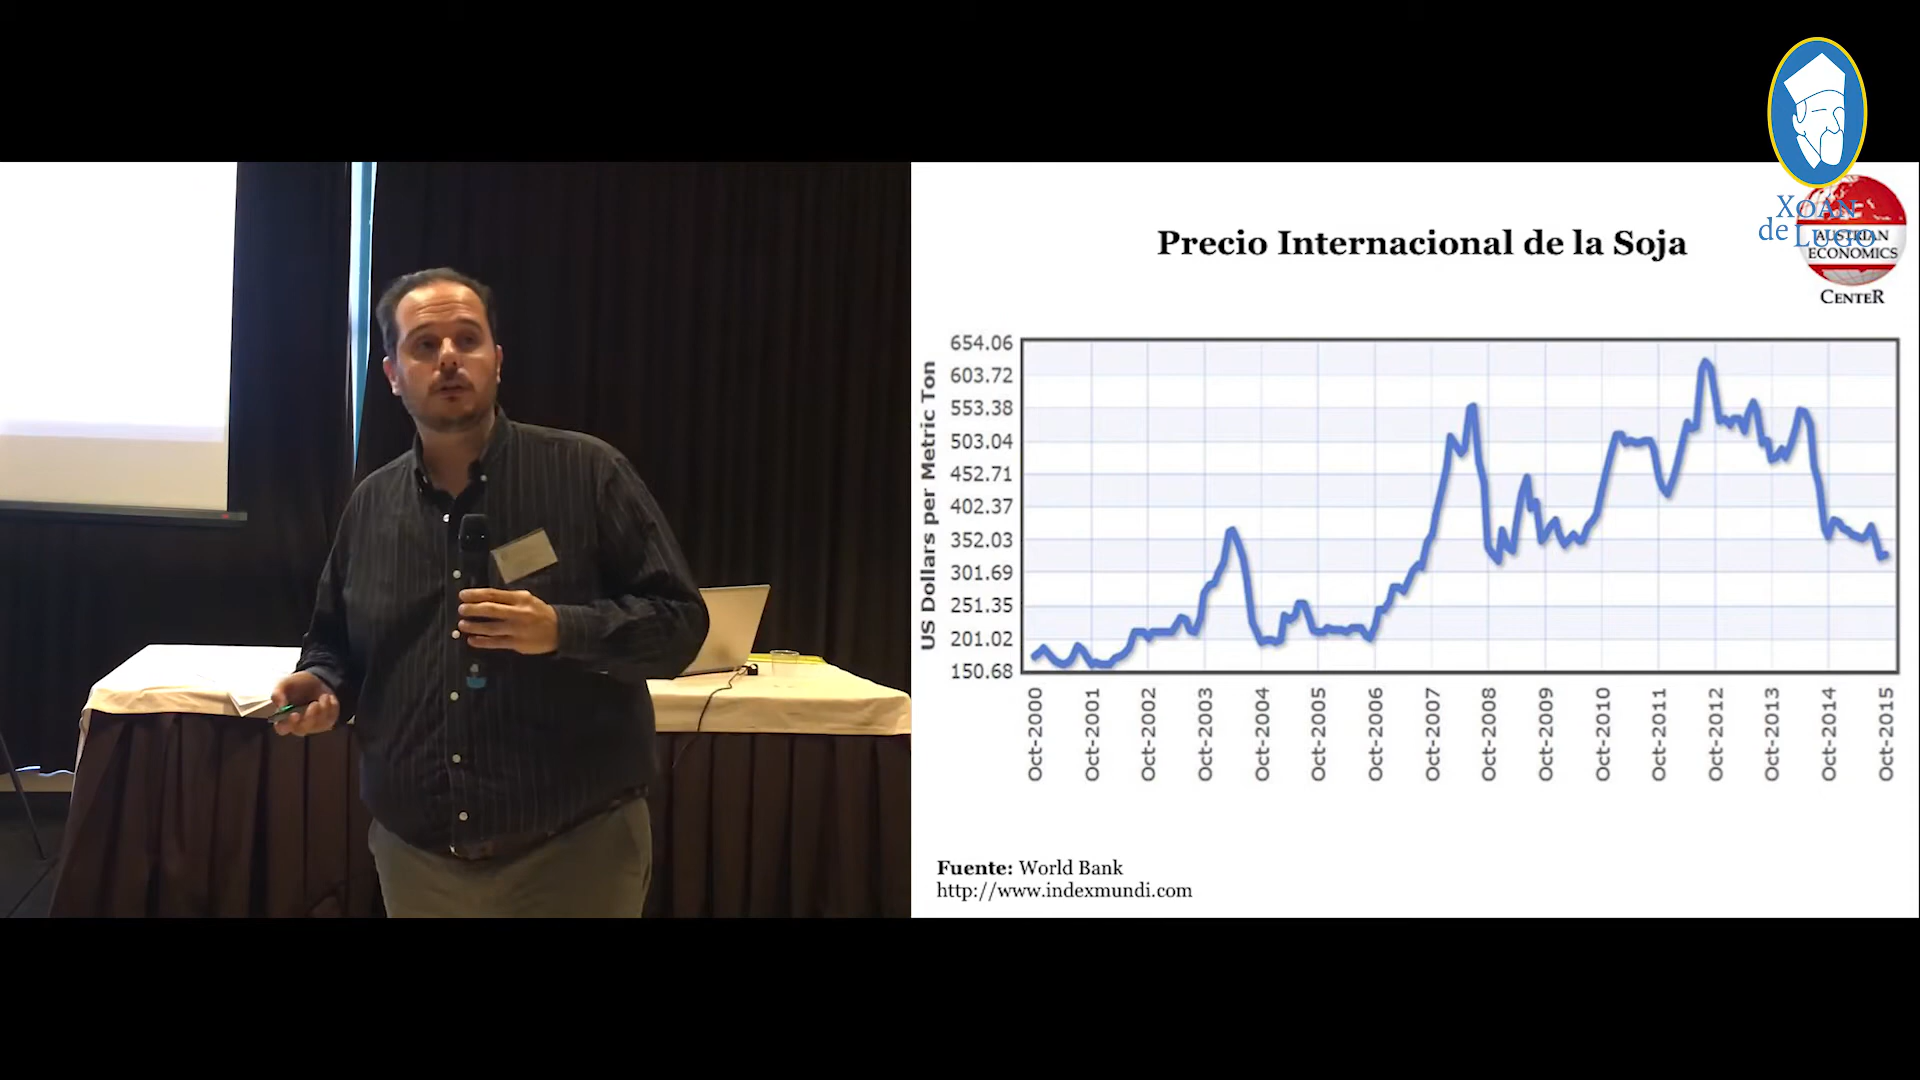 XOÁN
de LUGO
Precio Internacional de la Soja
AUSTRIAN
ECONOMICS
CENTER
US Dollars per Metric Ton
654.06
603.72
553.38
503.04
452.71
402.37
352.03
301.69
251.35
201.02
150.68
Oct-2000
Oct-2001
Oct-2002
Oct-2003
Oct-2004
Oct-2005
Oct-2006
Oct-2007
Oct-2008
Oct-2009
Oct-2010
Oct-2011
Oct-2012
Oct-2013
Oct-2014
Oct-2015
Fuente: World Bank
http://www.indexmundi.com